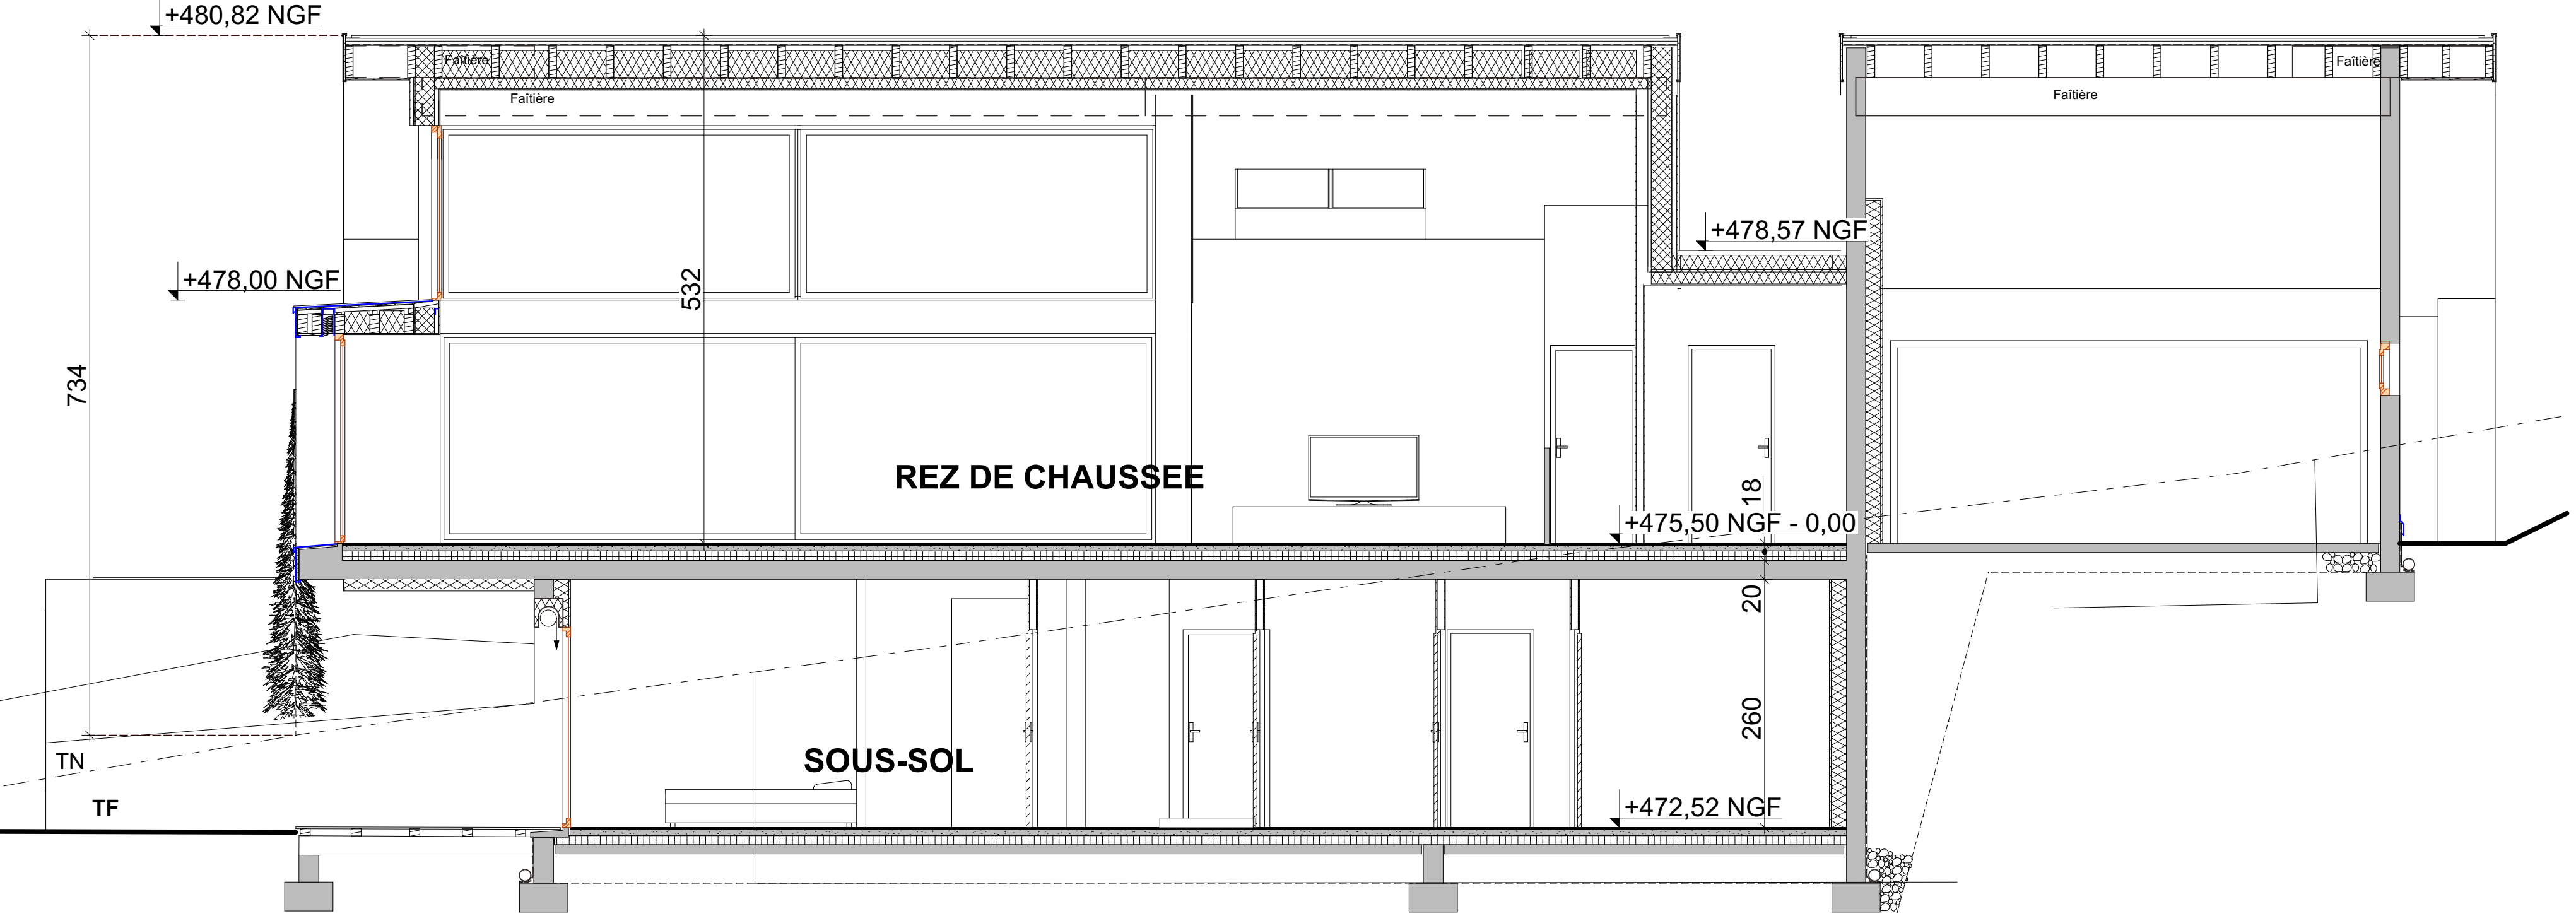 +480,82 NGF
Faîtière
Faîtière
Faîtière
Faîtière
+478,57 NGF
+478,00 NGF
532
734
REZ DE CHAUSSEE
18
+475,50 NGF - 0,00
20
260
SOUS-SOL
TN
TF
+472,52 NGF